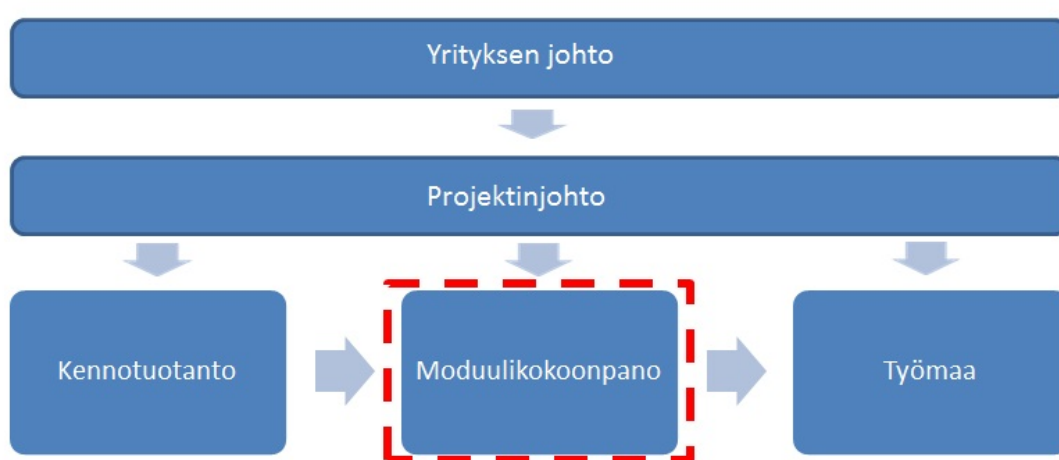 Yrityksen johto
Projektinjohto
Kennotuotanto
Moduulikokoonpano
Työmaa